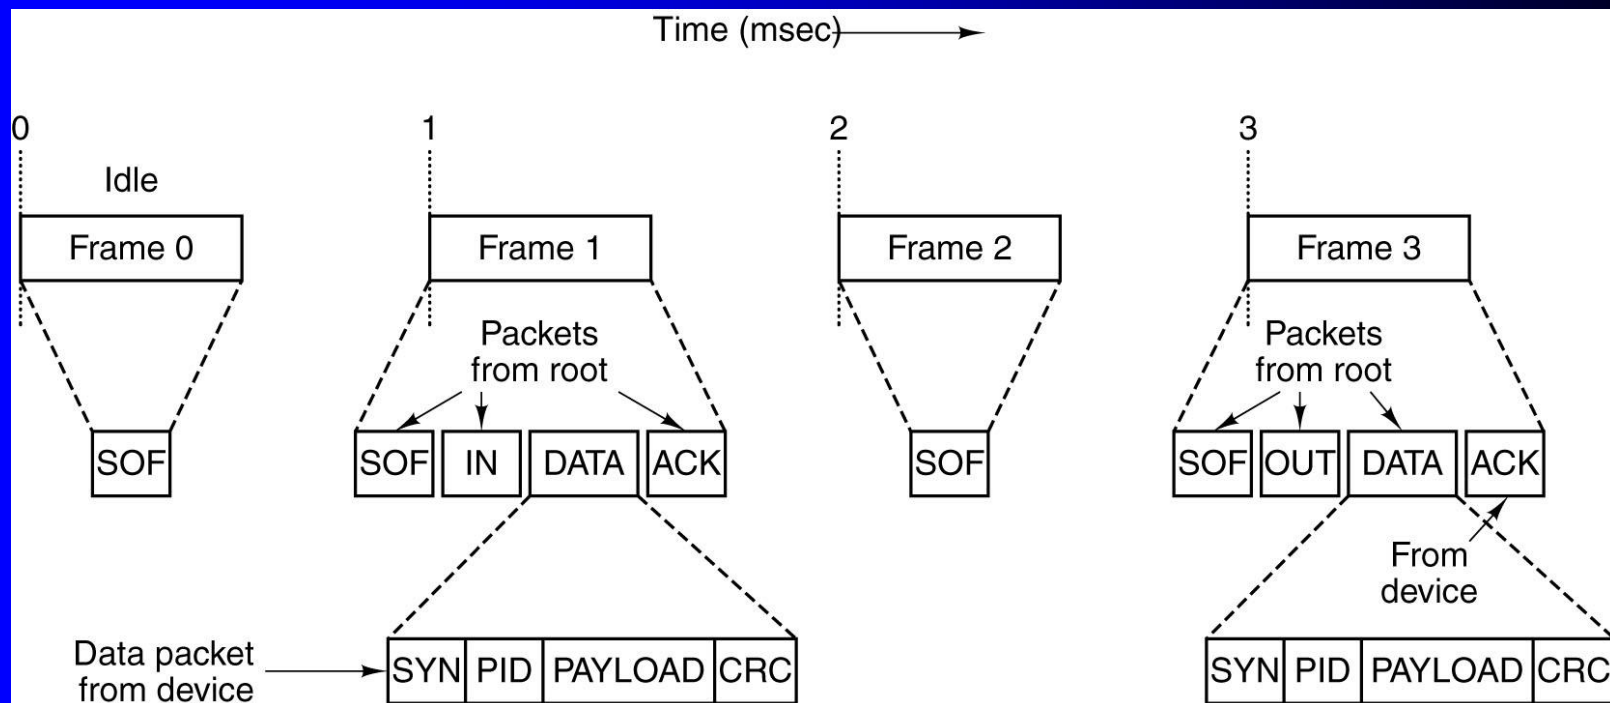 Time (msec)
0 1 2 3
Idle
Frame 0 Frame 1 Frame 2 Frame 3
Packets
from root
Packets
from root
SOF SOF IN DATA ACK SOF SOF OUT DATA ACK
From
device
Data packet
from device
SYN PID PAYLOAD CRC SYN PID PAYLOAD CRC